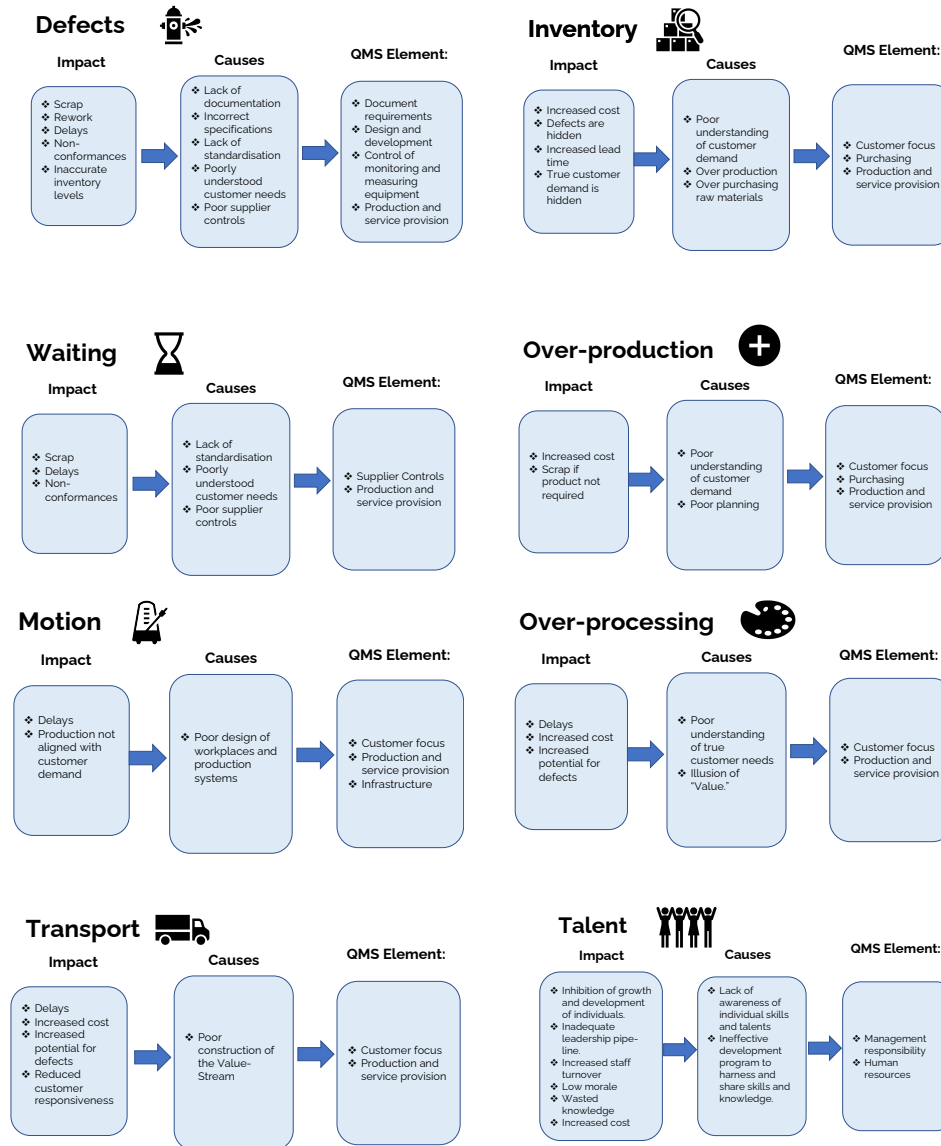 Defects
Impact
Causes
QMS Element:
❖ Scrap
❖ Rework
❖ Delays
❖ Non-
conformances
❖ Inaccurate
inventory
levels
❖ Lack of
documentation
❖ Incorrect
specifications
❖ Lack of
standardisation
❖ Poorly
understood
customer needs
❖ Poor supplier
controls
❖ Document
requirements
❖ Design and
development
❖ Control of
monitoring and
measuring
equipment
❖ Production and
service provision
Inventory
Impact
Causes
QMS Element:
❖ Increased cost
❖ Defects are
hidden
❖ Increased lead
time
❖ True customer
demand is
hidden
❖ Poor
understanding
of customer
demand
❖ Over production
❖ Over purchasing
raw materials
❖ Customer focus
❖ Purchasing
❖ Production and
service provision
Waiting
Impact
Causes
QMS Element:
❖ Scrap
❖ Delays
❖ Non-
conformances
❖ Lack of
standardisation
❖ Poorly
understood
customer needs
❖ Poor supplier
controls
❖ Supplier Controls
❖ Production and
service provision
Over-production
Impact
Causes
QMS Element:
❖ Increased cost
❖ Scrap if
product not
required
❖ Poor
understanding
of customer
demand
❖ Poor planning
❖ Customer focus
❖ Purchasing
❖ Production and
service provision
Motion
Impact
Causes
QMS Element:
❖ Delays
❖ Production not
aligned with
customer
demand
❖ Poor design of
workplaces and
production
systems
❖ Customer focus
❖ Production and
service provision
❖ Infrastructure
Over-processing
Impact
Causes
QMS Element:
❖ Delays
❖ Increased cost
❖ Increased
potential for
defects
❖ Poor
understanding
of true
customer needs
❖ Illusion of
“Value.”
❖ Customer focus
❖ Production and
service provision
Transport
Impact
Causes
QMS Element:
❖ Delays
❖ Increased cost
❖ Increased
potential for
defects
❖ Reduced
customer
responsiveness
❖ Poor
construction of
the Value-
Stream
❖ Customer focus
❖ Production and
service provision
Talent
Impact
Causes
QMS Element:
❖ Inhibition of growth
and development
of individuals.
❖ Inadequate
leadership pipe-
line.
❖ Increased staff
turnover
❖ Low morale
❖ Wasted
knowledge
❖ Increased cost
❖ Lack of
awareness of
individual skills
and talents
❖ Ineffective
development
program to
harness and
share skills and
knowledge.
❖ Management
responsibility
❖ Human
resources